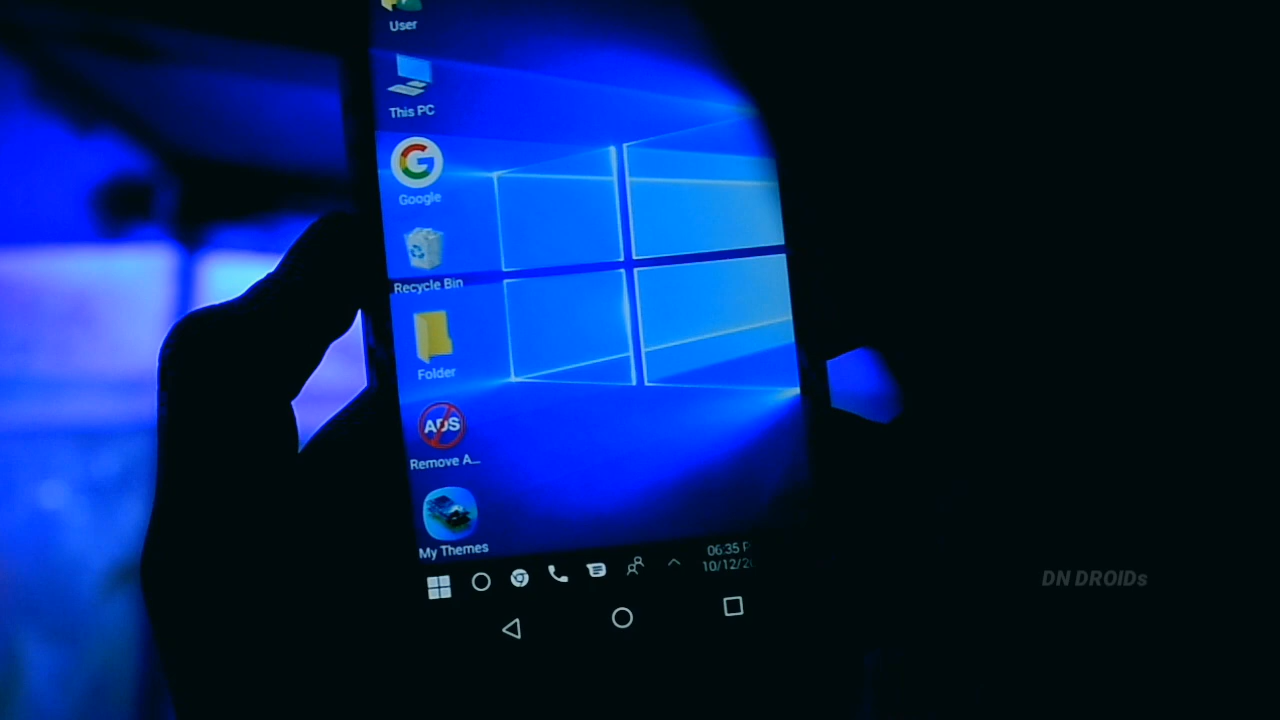 User
This PC
Google
Recycle Bin
Folder
ADS
Remove A...
My Themes
06:35 P
10/12/2
DN DROIDs